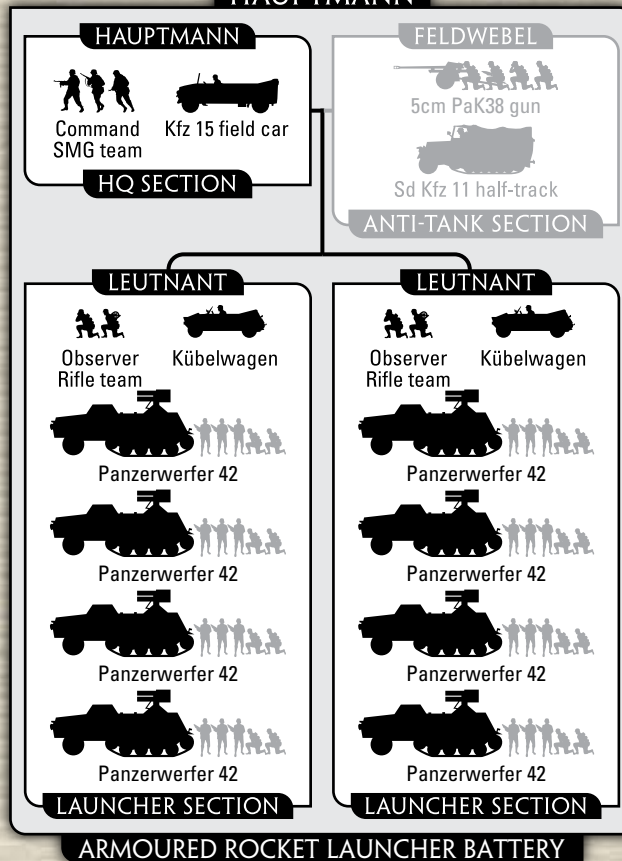 HAUPTMANN
HAUPTMANN
Command
SMG team
Kfz 15 field car
HQ SECTION
FELDWEBEL
5cm PaK38 gun
Sd Kfz 11 half-track
ANTI-TANK SECTION
LEUTNANT
Observer
Rifle team
Kübelwagen
Panzerwerfer 42
Panzerwerfer 42
Panzerwerfer 42
Panzerwerfer 42
LAUNCHER SECTION
LEUTNANT
Observer
Rifle team
Kübelwagen
Panzerwerfer 42
Panzerwerfer 42
Panzerwerfer 42
Panzerwerfer 42
LAUNCHER SECTION
ARMOURED ROCKET LAUNCHER BATTERY